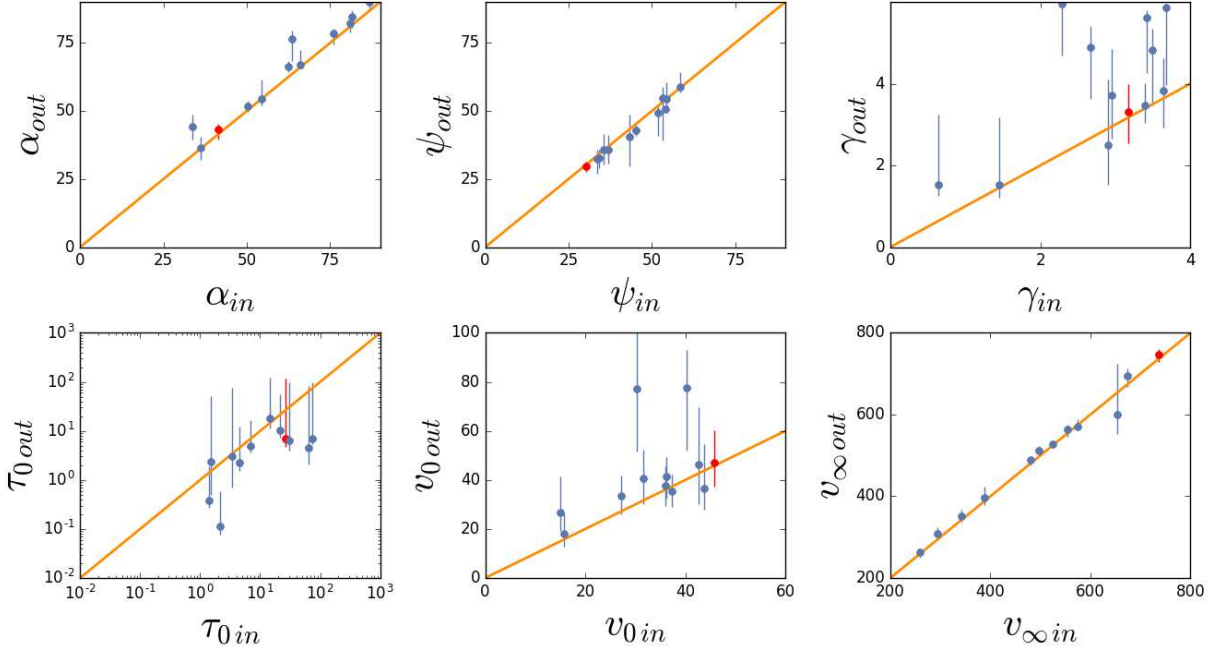 75
50
25
0
α_out
0 25 50 75
α_in
75
50
25
0
ψ_out
0 25 50 75
ψ_in
4
2
0
γ_out
0 2 4
γ_in
10^3
10^2
10^1
10^0
10^-1
10^-2
τ_0 out
10^-2 10^-1 10^0 10^1 10^2 10^3
τ_0 in
100
80
60
40
20
0
v_0 out
0 20 40 60
v_0 in
800
600
400
200
v_∞ out
200 400 600 800
v_∞ in